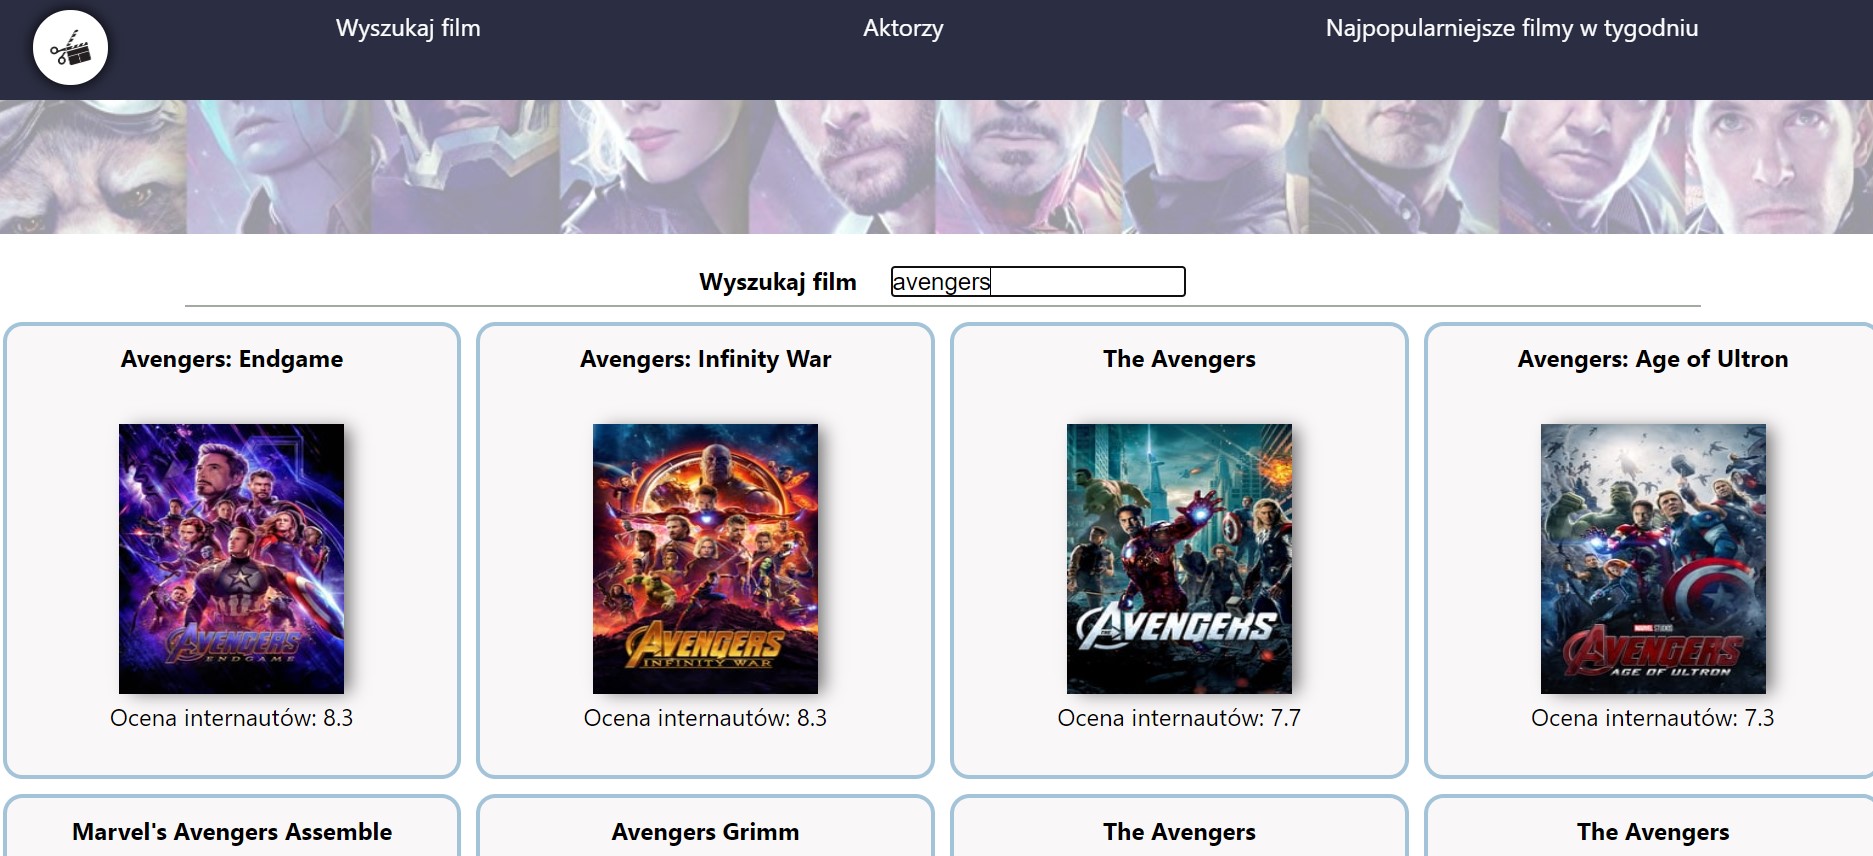 Wyszukaj film
Aktorzy
Najpopularniejsze filmy w tygodniu
Wyszukaj film
avengers
Avengers: Endgame
Avengers: Infinity War
The Avengers
Avengers: Age of Ultron
AVENGERS
ENDGAME
AVENGERS
INFINITY WAR
AVENGERS
MARVEL STUDIOS
AVENGERS
AGE OF ULTRON
Ocena internautów: 8.3
Ocena internautów: 8.3
Ocena internautów: 7.7
Ocena internautów: 7.3
Marvel's Avengers Assemble
Avengers Grimm
The Avengers
The Avengers